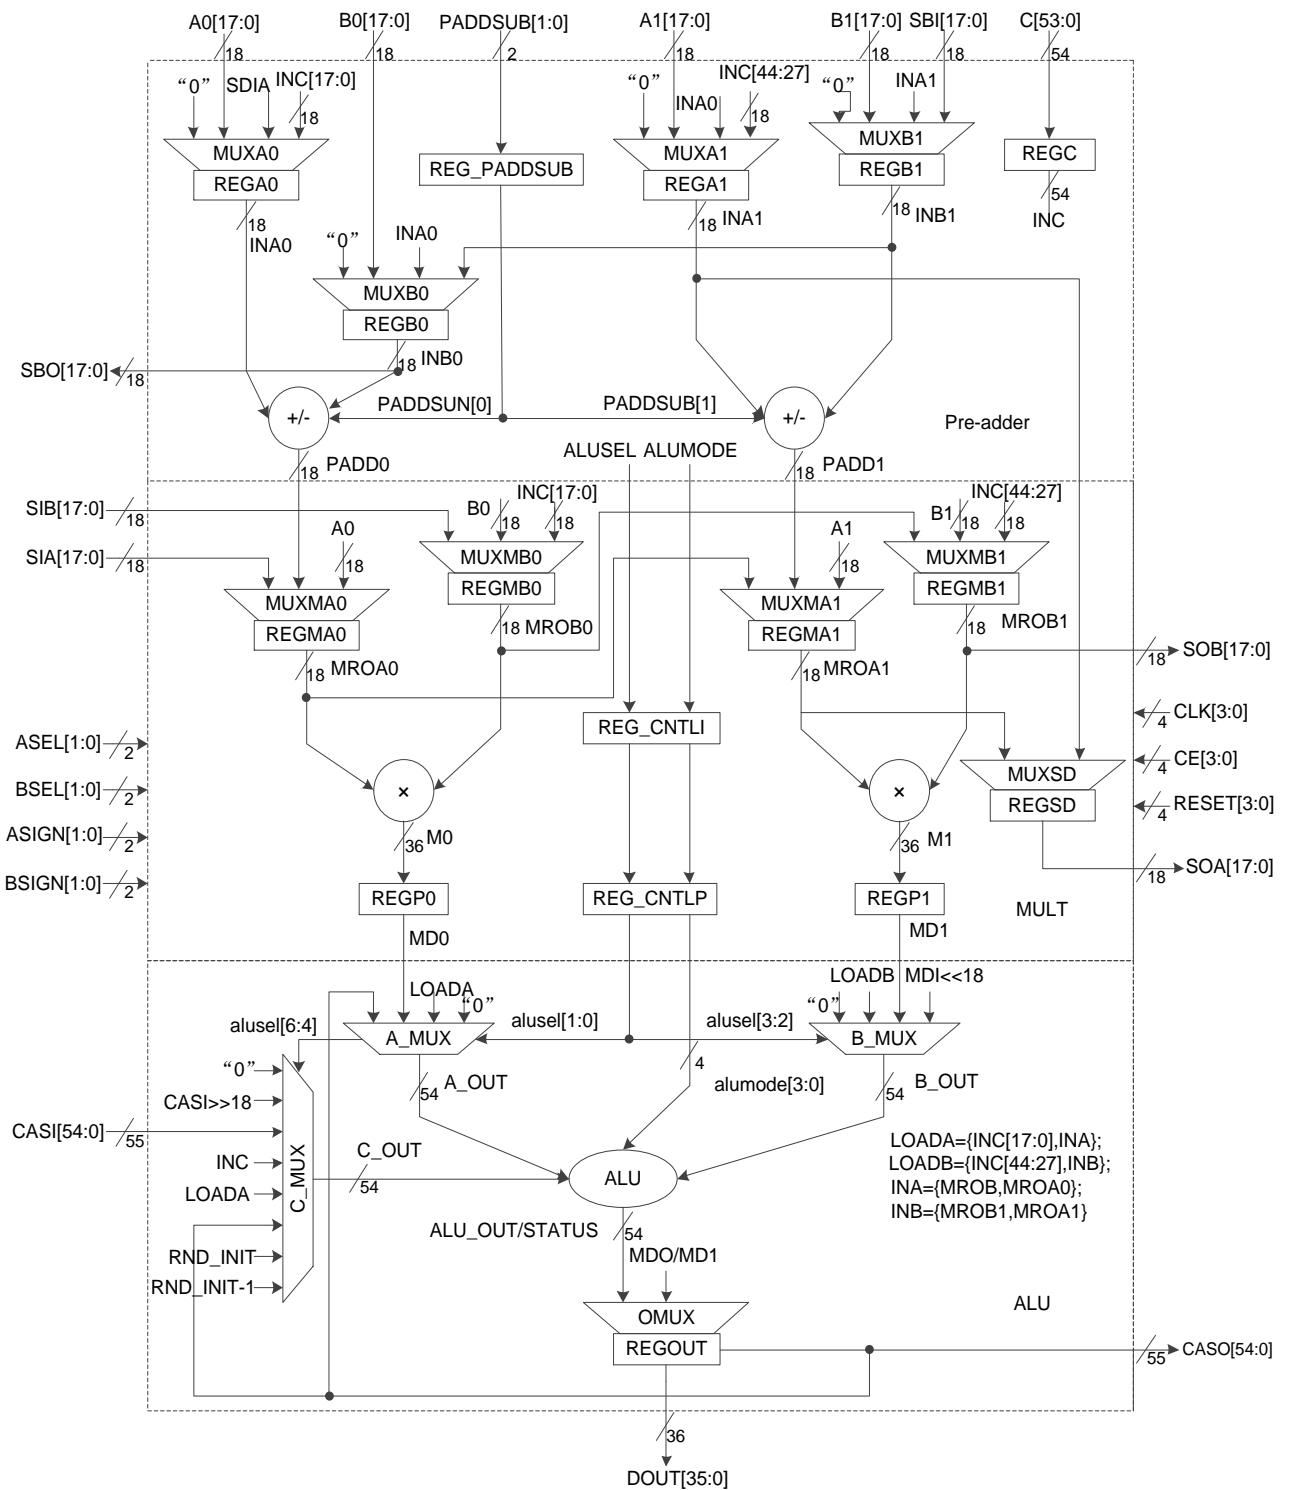 A0[17:0]
B0[17:0]
PADDSUB[1:0]
A1[17:0]
B1[17:0]
SBI[17:0]
C[53:0]
18
18
2
18
18
18
54
“0”
SDIA
INC[17:0]
18
“0”
INA0
INC[44:27]
18
“0”
INA1
MUXA0
REGA0
REG_PADDSUB
MUXA1
REGA1
MUXB1
REGB1
REGC
18
INA0
18
INA1
18
INB1
54
INC
“0”
INA0
MUXB0
REGB0
18
INB0
SBO[17:0]
18
+/-
PADDSUN[0]
PADDSUB[1]
+/-
Pre-adder
ALUSEL
ALUMODE
18
PADD0
18
PADD1
SIB[17:0]
18
B0
18
INC[17:0]
18
B1
18
INC[44:27]
18
SIA[17:0]
18
A0
18
A1
18
MUXMB0
REGMB0
MUXMB1
REGMB1
MUXMA0
REGMA0
MUXMA1
REGMA1
18
MROB0
18
MROB1
18
MROA0
18
MROA1
18
SOB[17:0]
REG_CNTLI
4
CLK[3:0]
ASEL[1:0]
2
BSEL[1:0]
2
ASIGN[1:0]
2
BSIGN[1:0]
2
×
×
MUXSD
REGSD
4
CE[3:0]
4
RESET[3:0]
36
M0
36
M1
18
SOA[17:0]
REGP0
REG_CNTLP
REGP1
MULT
MD0
MD1
LOADA
“0”
“0”
LOADB
MDI<<18
alusel[6:4]
A_MUX
alusel[1:0]
alusel[3:2]
B_MUX
54
A_OUT
4
alumode[3:0]
54
B_OUT
“0”
CASI>>18
CASI[54:0]
55
INC
LOADA
RND_INIT
RND_INIT-1
C_MUX
C_OUT
54
ALU
LOADA={INC[17:0],INA};
LOADB={INC[44:27],INB};
INA={MROB,MROA0};
INB={MROB1,MROA1}
ALU_OUT/STATUS
54
MDO/MD1
OMUX
REGOUT
ALU
55
CASO[54:0]
36
DOUT[35:0]